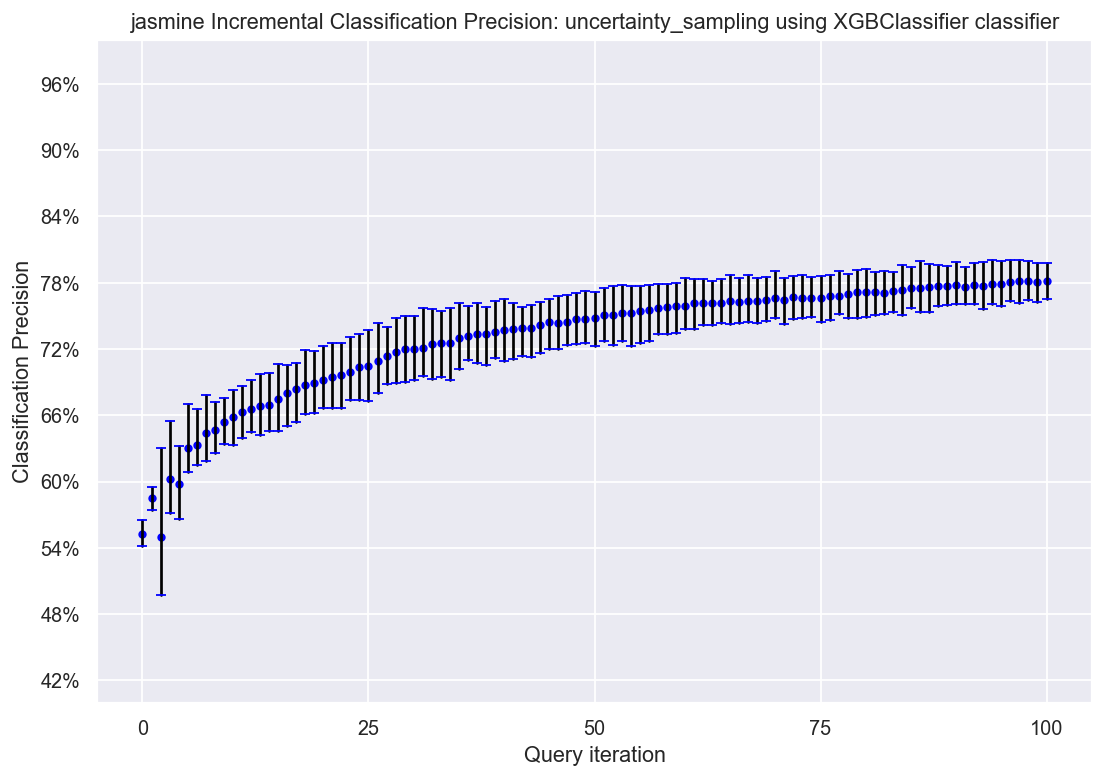 jasmine Incremental Classification Precision: uncertainty_sampling using XGBClassifier classifier
96%
90%
84%
78%
72%
66%
60%
54%
48%
42%
Classification Precision
0 25 50 75 100
Query iteration